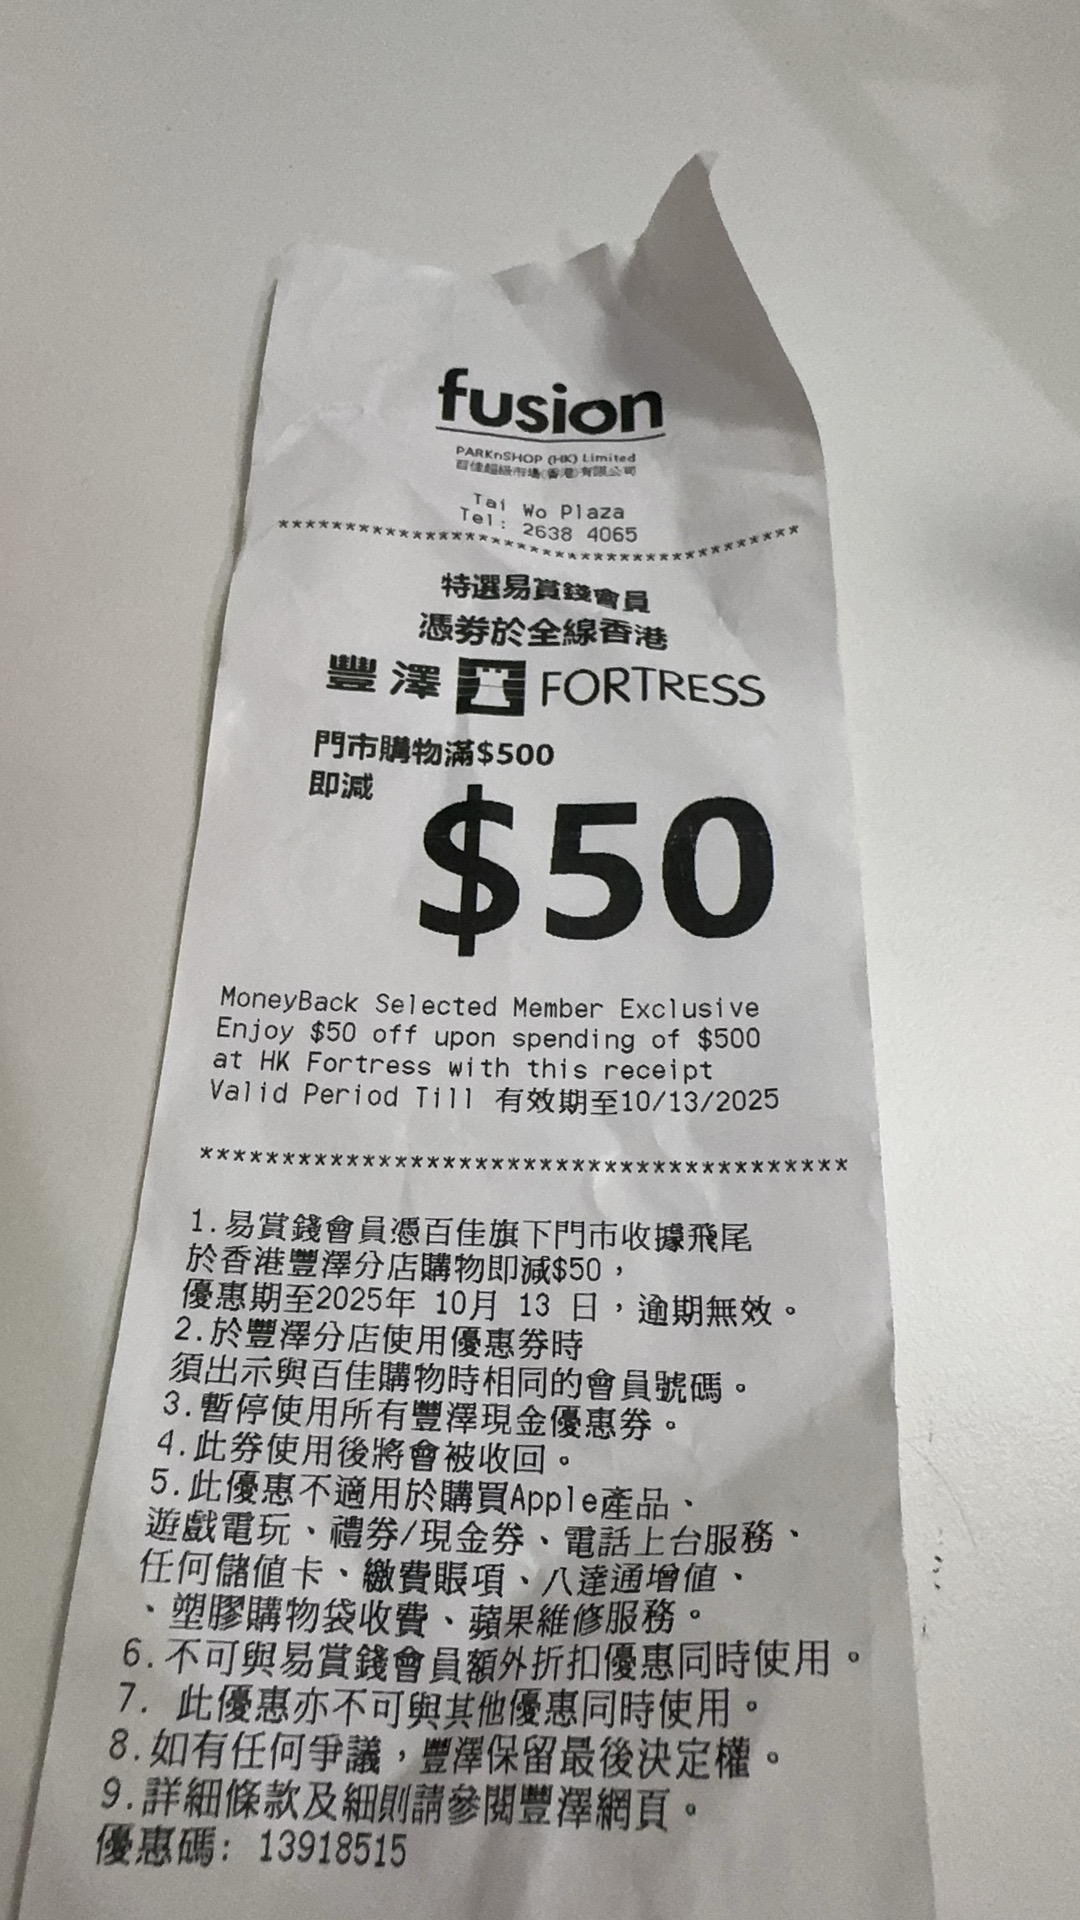 fusion
PARKnSHOP (HK) Limited
百佳超級市場(香港)有限公司
Tai Wo Plaza
Tel: 2638 4065
******************************************
特選易賞錢會員
憑券於全線香港
豐澤 FORTRESS
門市購物滿$500
即減
$50
MoneyBack Selected Member Exclusive
Enjoy $50 off upon spending of $500
at HK Fortress with this receipt
Valid Period Till 有效期至10/13/2025
******************************************
1.易賞錢會員憑百佳旗下門市收據飛尾
於香港豐澤分店購物即減$50，
優惠期至2025年 10月 13 日，逾期無效。
2.於豐澤分店使用優惠券時
須出示與百佳購物時相同的會員號碼。
3.暫停使用所有豐澤現金優惠券。
4.此券使用後將會被收回。
5.此優惠不適用於購買Apple產品、
遊戲電玩、禮券/現金券、電話上台服務、
任何儲值卡、繳費賬項、八達通增值、
、塑膠購物袋收費、蘋果維修服務。
6.不可與易賞錢會員額外折扣優惠同時使用。
7. 此優惠亦不可與其他優惠同時使用。
8.如有任何爭議，豐澤保留最後決定權。
9.詳細條款及細則請參閱豐澤網頁。
優惠碼: 13918515